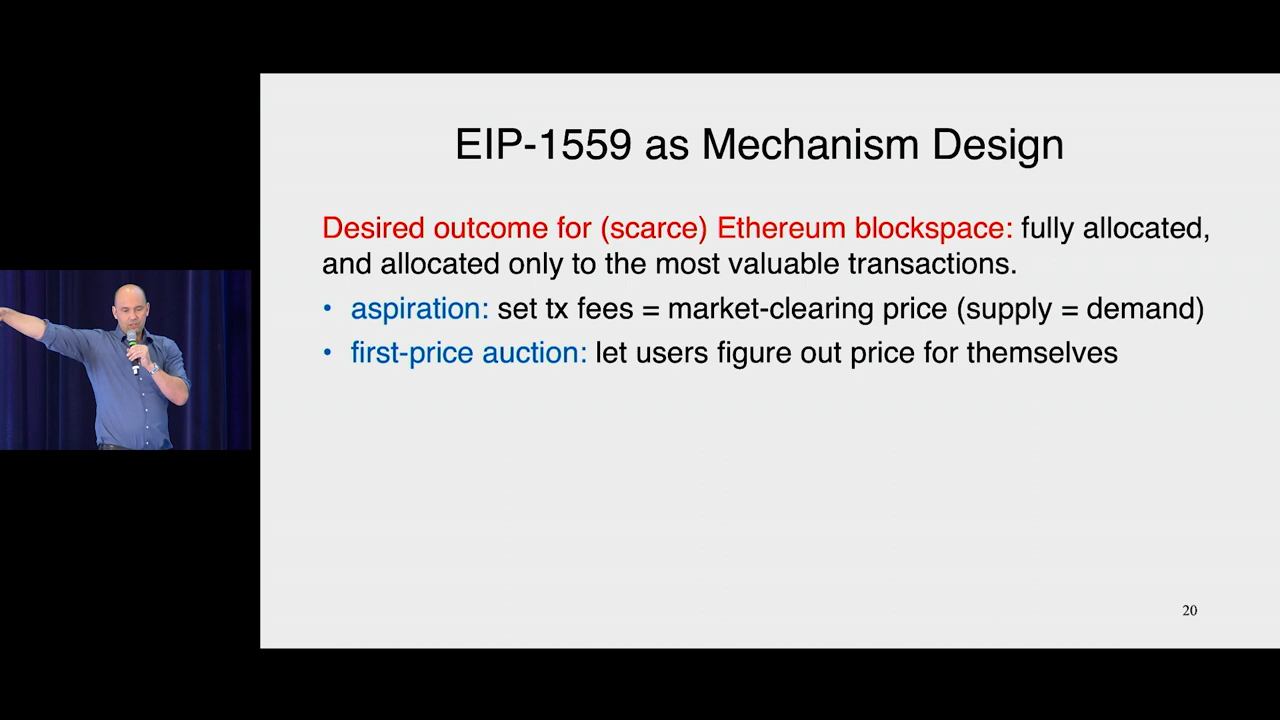 EIP-1559 as Mechanism Design
Desired outcome for (scarce) Ethereum blockspace: fully allocated,
and allocated only to the most valuable transactions.
• aspiration: set tx fees = market-clearing price (supply = demand)
• first-price auction: let users figure out price for themselves
20